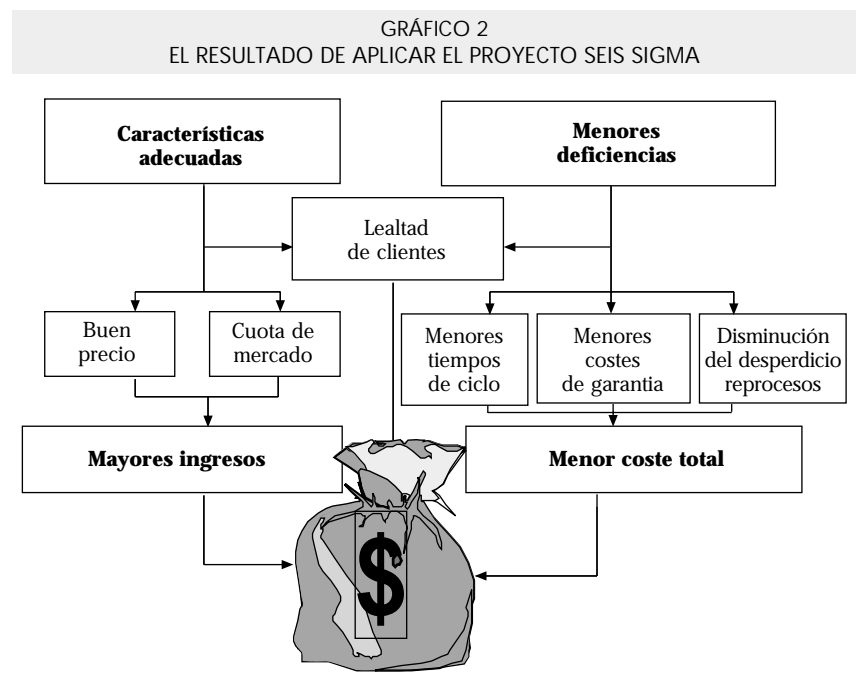 GRÁFICO 2
EL RESULTADO DE APLICAR EL PROYECTO SEIS SIGMA
Características
adecuadas
Menores
deficiencias
Lealtad
de clientes
Buen
precio
Cuota de
mercado
Menores
tiempos
de ciclo
Menores
costes
de garantia
Disminución
del desperdicio
reprocesos
Mayores ingresos
Menor coste total
$